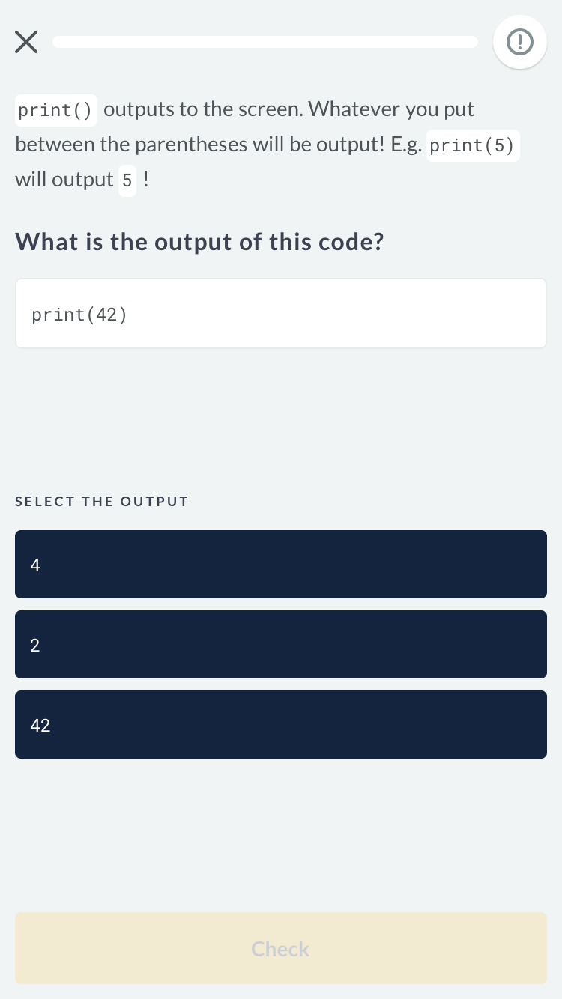 print() outputs to the screen. Whatever you put
between the parentheses will be output! E.g. print(5)
will output 5 !
What is the output of this code?
print(42)
SELECT THE OUTPUT
4
2
42
Check